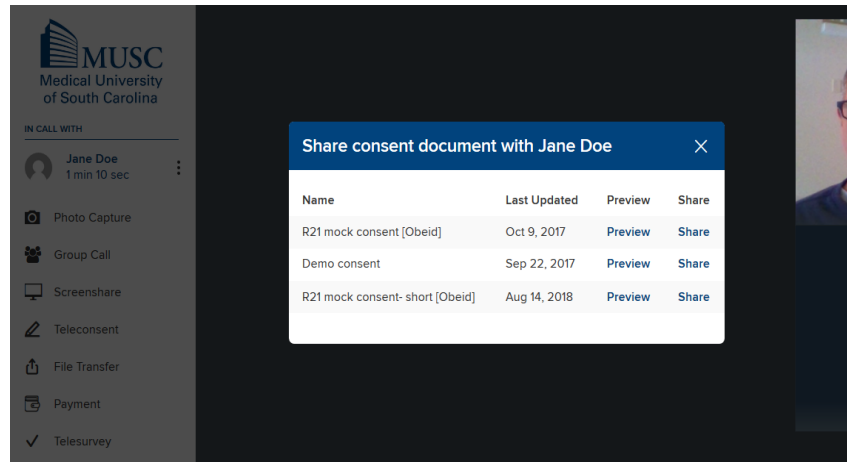 MUSC
Medical University
of South Carolina
IN CALL WITH
Jane Doe
1 min 10 sec
Photo Capture
Group Call
Screenshare
Teleconsent
File Transfer
Payment
Telesurvey
Share consent document with Jane Doe
Name Last Updated Preview Share
R21 mock consent [Obeid] Oct 9, 2017 Preview Share
Demo consent Sep 22, 2017 Preview Share
R21 mock consent- short [Obeid] Aug 14, 2018 Preview Share